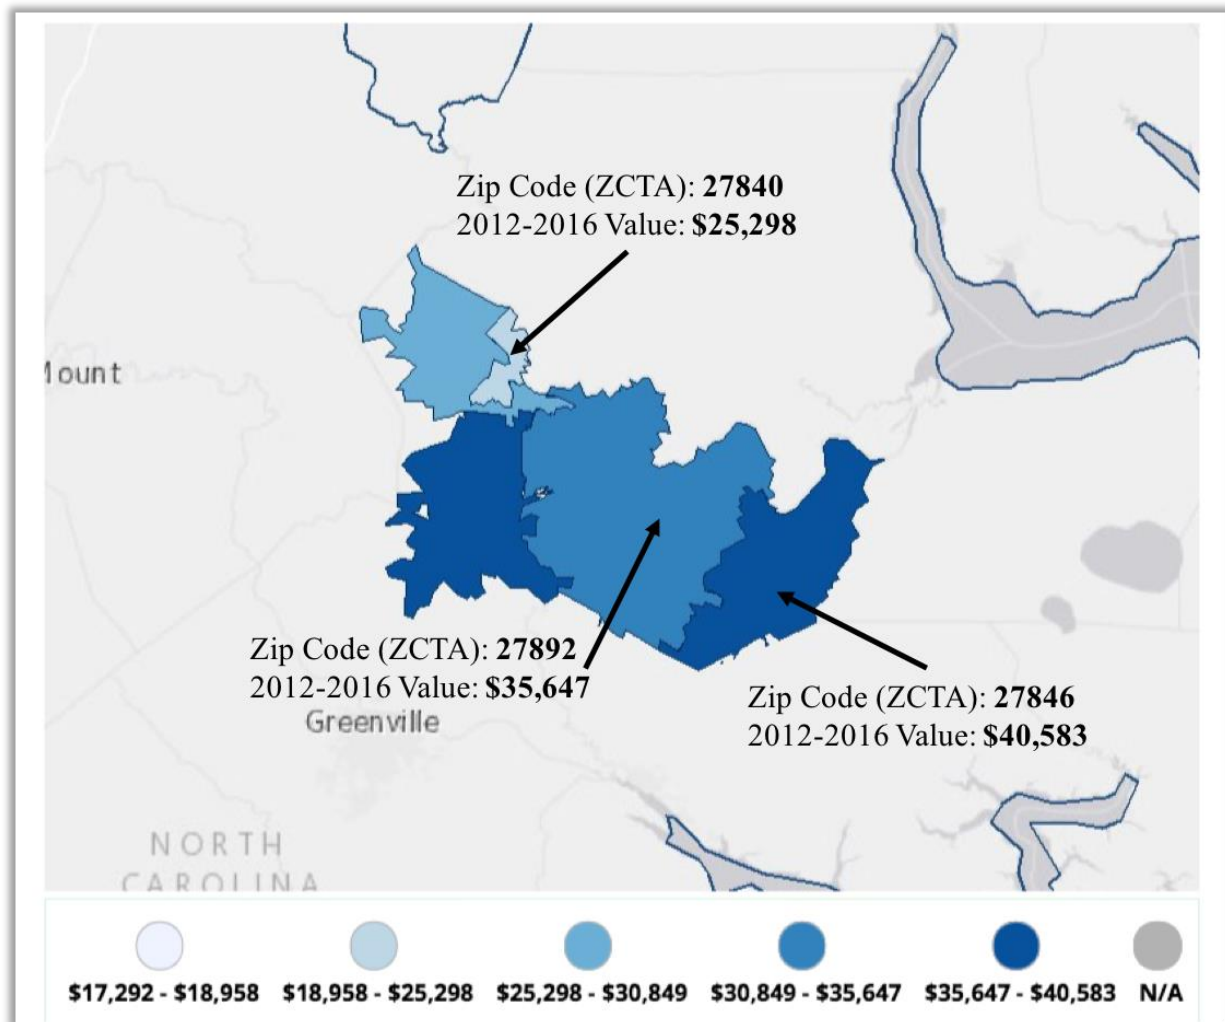 Zip Code (ZCTA): 27840
2012-2016 Value: $25,298
Mount
Zip Code (ZCTA): 27892
2012-2016 Value: $35,647
Greenville
Zip Code (ZCTA): 27846
2012-2016 Value: $40,583
NORTH
CAROLINA
$17,292 - $18,958
$18,958 - $25,298
$25,298 - $30,849
$30,849 - $35,647
$35,647 - $40,583
N/A